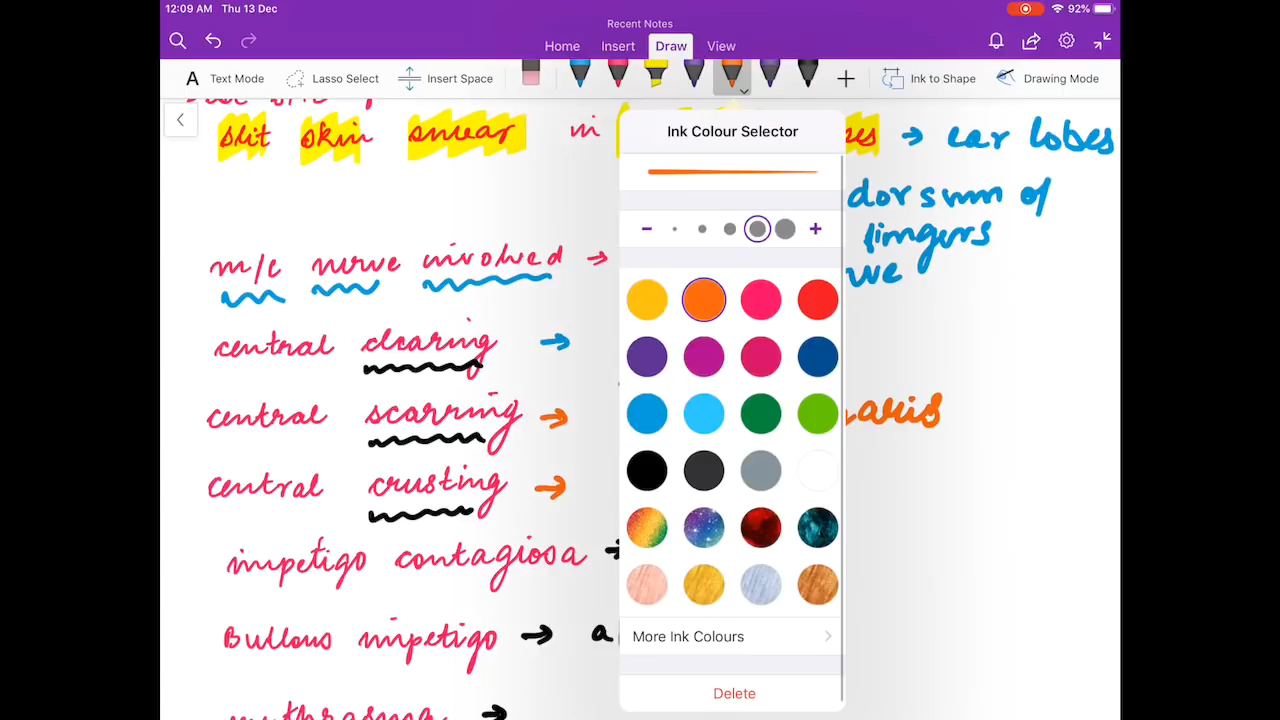 12:09 AM Thu 13 Dec
92%
Recent Notes
Home Insert Draw View
A Text Mode
Lasso Select
Insert Space
Ink to Shape
Drawing Mode
slit skin smear in → ear lobes
dorsum of
fingers
m/c nerve involved →
central clearing →
central scarring →
central crusting →
impetigo contagiosa →
Bullous impetigo → a
Ink Colour Selector
More Ink Colours
Delete